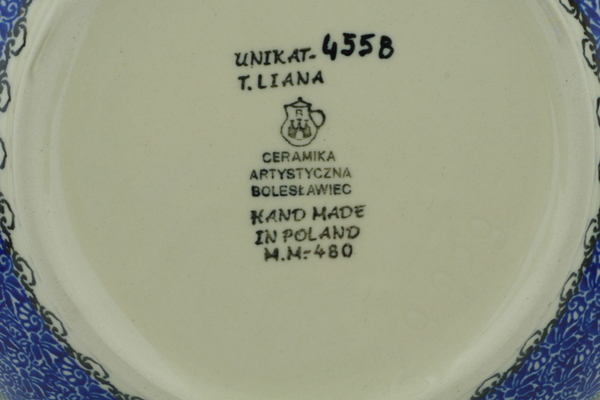 UNIKAT-4558
T. LIANA
CERAMIKA
ARTYSTYCZNA
BOLESŁAWIEC
HAND MADE
IN POLAND
M.M.-480